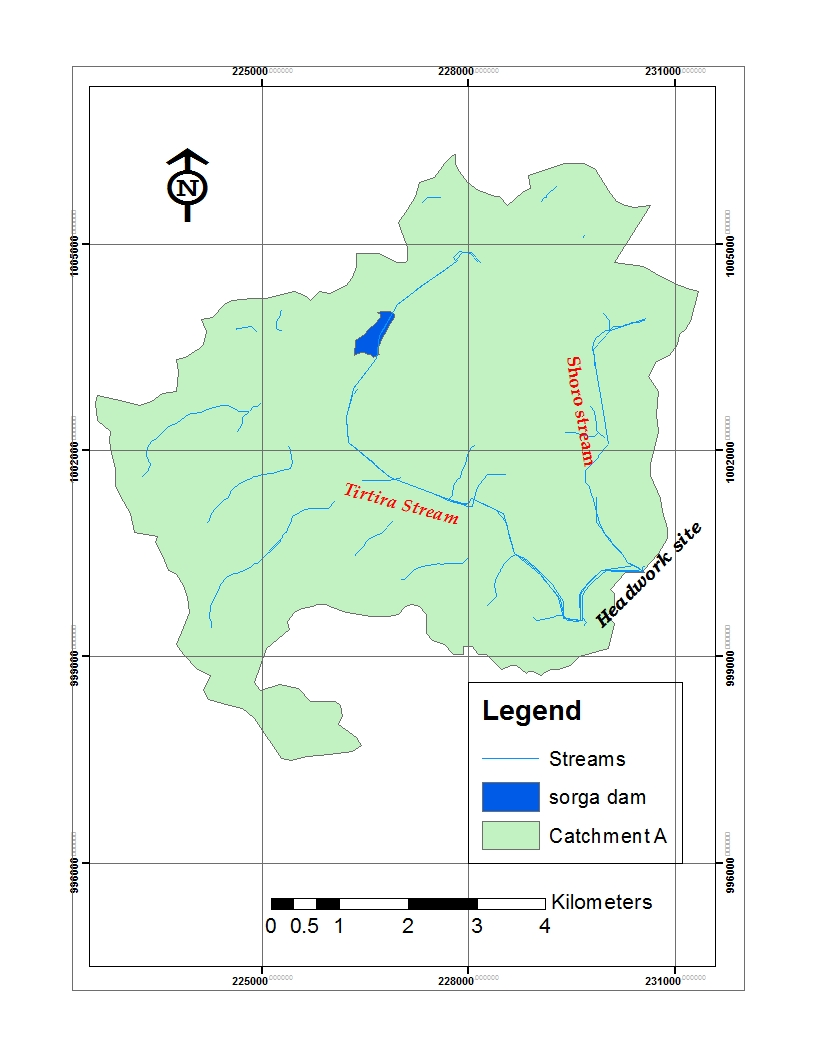 225000 228000 231000
N
1005000 1005000
Shoro stream
1002000 1002000
Tirtira Stream
Headwork site
999000 999000
Legend
Streams
sorga dam
Catchment A
996000 996000
Kilometers
0 0.5 1 2 3 4
225000 228000 231000